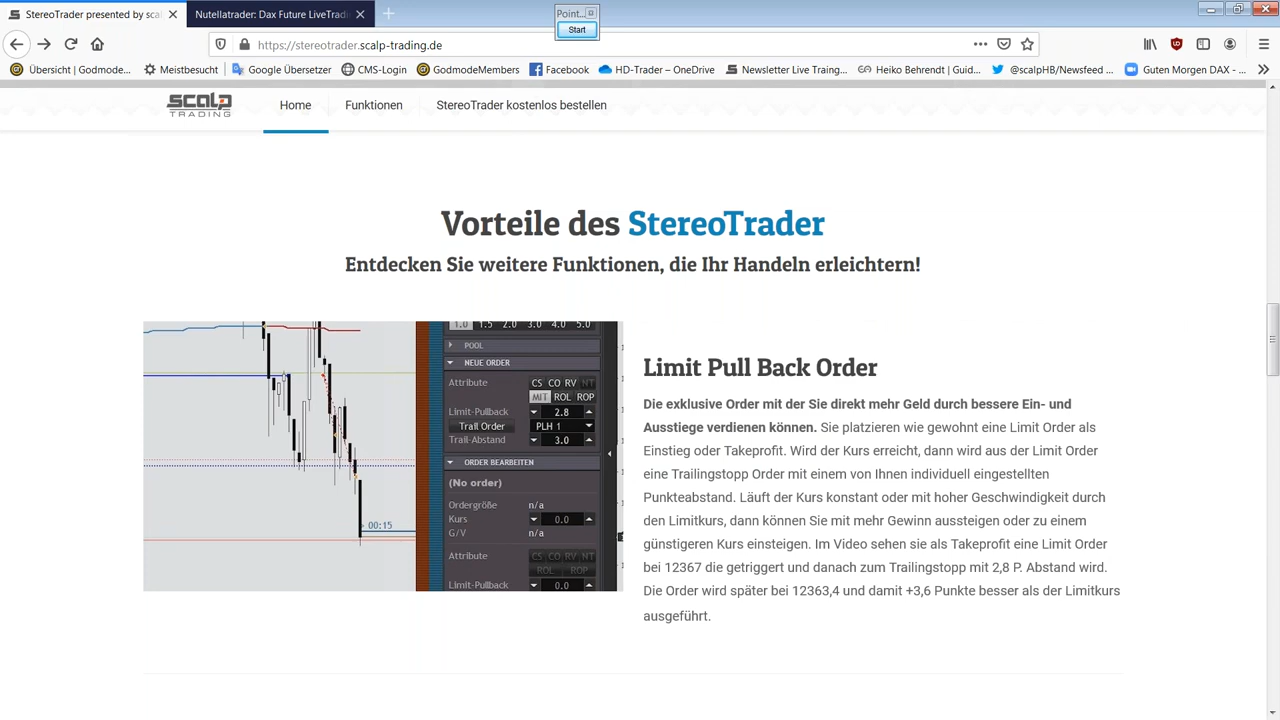 StereoTrader presented by scal
Nutellatrader: Dax Future LiveTradi
Point...
Start
https://stereotrader.scalp-trading.de
Übersicht | Godmode...
Meistbesucht
Google Übersetzer
CMS-Login
GodmodeMembers
Facebook
HD-Trader – OneDrive
Newsletter Live Traing...
Heiko Behrendt | Guid...
@scalpHB/Newsfeed ...
Guten Morgen DAX - ...
scalp
TRADING
Home
Funktionen
StereoTrader kostenlos bestellen
Vorteile des StereoTrader
Entdecken Sie weitere Funktionen, die Ihr Handeln erleichtern!
1.0 1.5 2.0 3.0 4.0 5.0
POOL
NEUE ORDER
Attribute CS CO RV NT
MIT ROL ROP
Limit-Pullback 2.8
Trail Order PLH 1
Trail-Abstand 3.0
ORDER BEARBEITEN
(No order)
Ordergröße n/a
Kurs 0.0
G/V n/a
Attribute CS CO RV NT
ROL ROP
Limit-Pullback 0.0
00:15
Limit Pull Back Order
Die exklusive Order mit der Sie direkt mehr Geld durch bessere Ein- und
Ausstiege verdienen können. Sie platzieren wie gewohnt eine Limit Order als
Einstieg oder Takeprofit. Wird der Kurs erreicht, dann wird aus der Limit Order
eine Trailingstopp Order mit einem von Ihnen individuell eingestellten
Punkteabstand. Läuft der Kurs konstant oder mit hoher Geschwindigkeit durch
den Limitkurs, dann können Sie mit mehr Gewinn aussteigen oder zu einem
günstigeren Kurs einsteigen. Im Video sehen sie als Takeprofit eine Limit Order
bei 12367 die getriggert und danach zum Trailingstopp mit 2,8 P. Abstand wird.
Die Order wird später bei 12363,4 und damit +3,6 Punkte besser als der Limitkurs
ausgeführt.